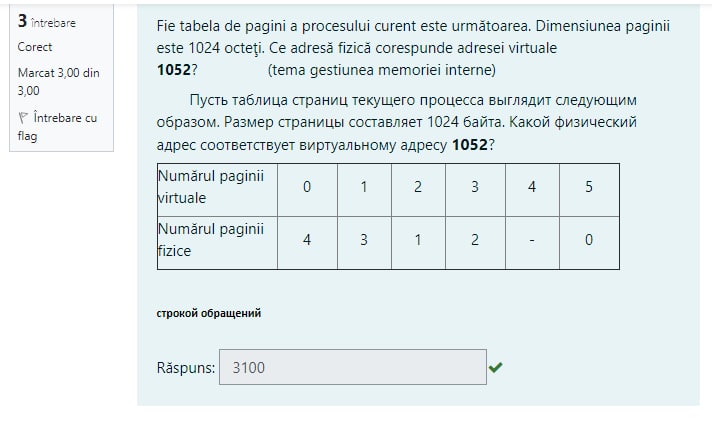 3 întrebare
Corect
Marcat 3,00 din
3,00
Întrebare cu
flag
Fie tabela de pagini a procesului curent este următoarea. Dimensiunea paginii
este 1024 octeţi. Ce adresă fizică corespunde adresei virtuale
1052? (tema gestiunea memoriei interne)
Пусть таблица страниц текущего процесса выглядит следующим
образом. Размер страницы составляет 1024 байта. Какой физический
адрес соответствует виртуальному адресу 1052?
Numărul paginii
virtuale 0 1 2 3 4 5
Numărul paginii
fizice 4 3 1 2 - 0
строкой обращений
Răspuns: 3100